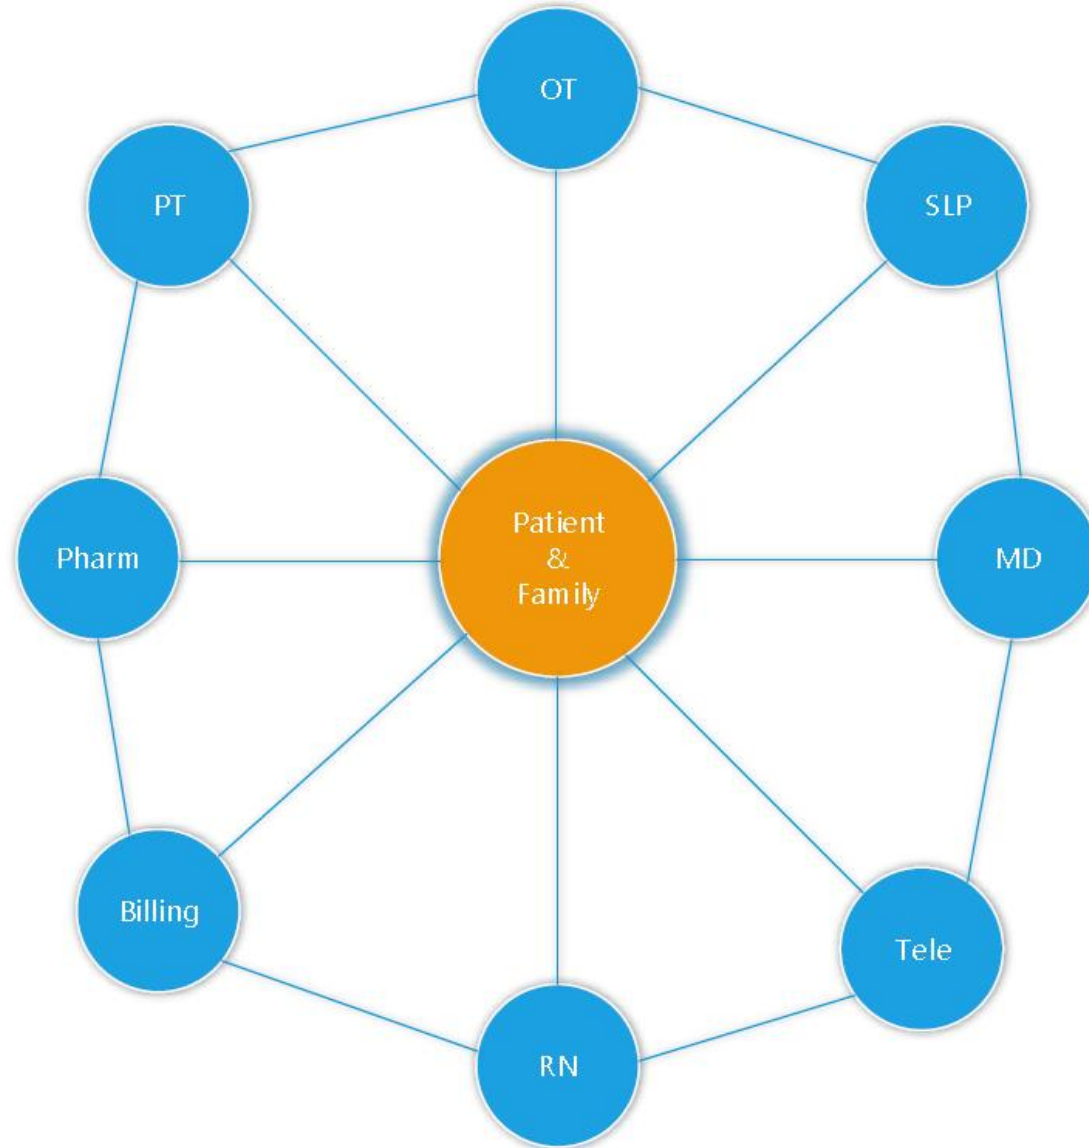 OT
PT
SLP
Patient
&
Family
Pharm
MD
Billing
Tele
RN